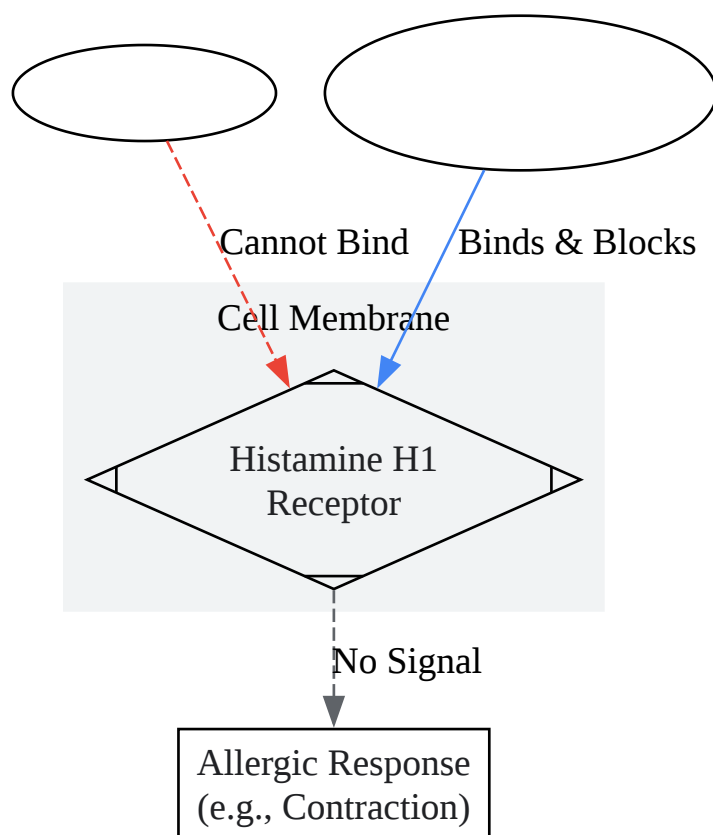 Cannot Bind
Binds & Blocks
Cell Membrane
Histamine H1
Receptor
No Signal
Allergic Response
(e.g., Contraction)